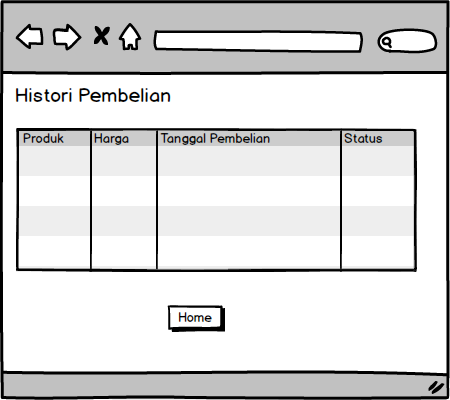 Histori Pembelian
Produk Harga Tanggal Pembelian Status
Home